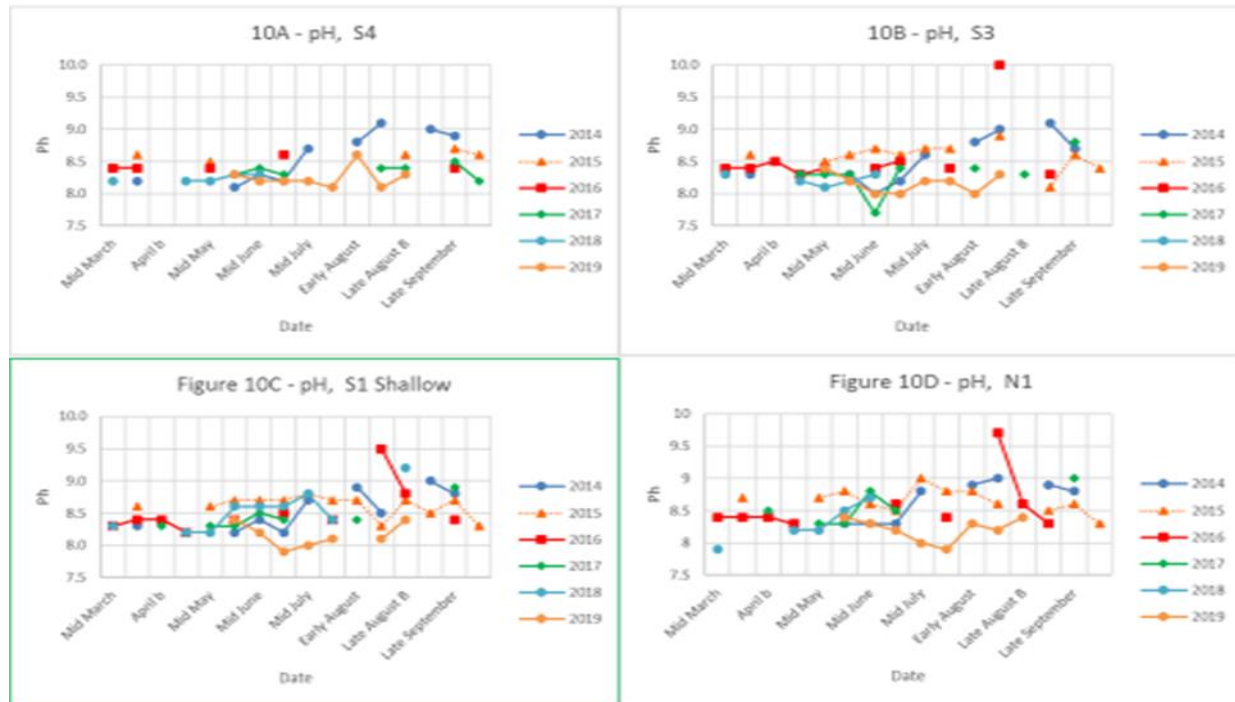 10A - pH, S4
10.0
9.5
9.0
8.5
8.0
7.5
Ph
Mid March
April b
Mid May
Mid June
Mid July
Early August
Late August B
Late September
Date
2014
2015
2016
2017
2018
2019
10B - pH, S3
10.0
9.5
9.0
8.5
8.0
7.5
Ph
Mid March
April b
Mid May
Mid June
Mid July
Early August
Late August B
Late September
Date
2014
2015
2016
2017
2018
2019
Figure 10C - pH, S1 Shallow
10.0
9.5
9.0
8.5
8.0
7.5
Ph
Mid March
April b
Mid May
Mid June
Mid July
Early August
Late August B
Late September
Date
2014
2015
2016
2017
2018
2019
Figure 10D - pH, N1
10
9.5
9
8.5
8
7.5
Ph
Mid March
April b
Mid May
Mid June
Mid July
Early August
Late August B
Late September
Date
2014
2015
2016
2017
2018
2019